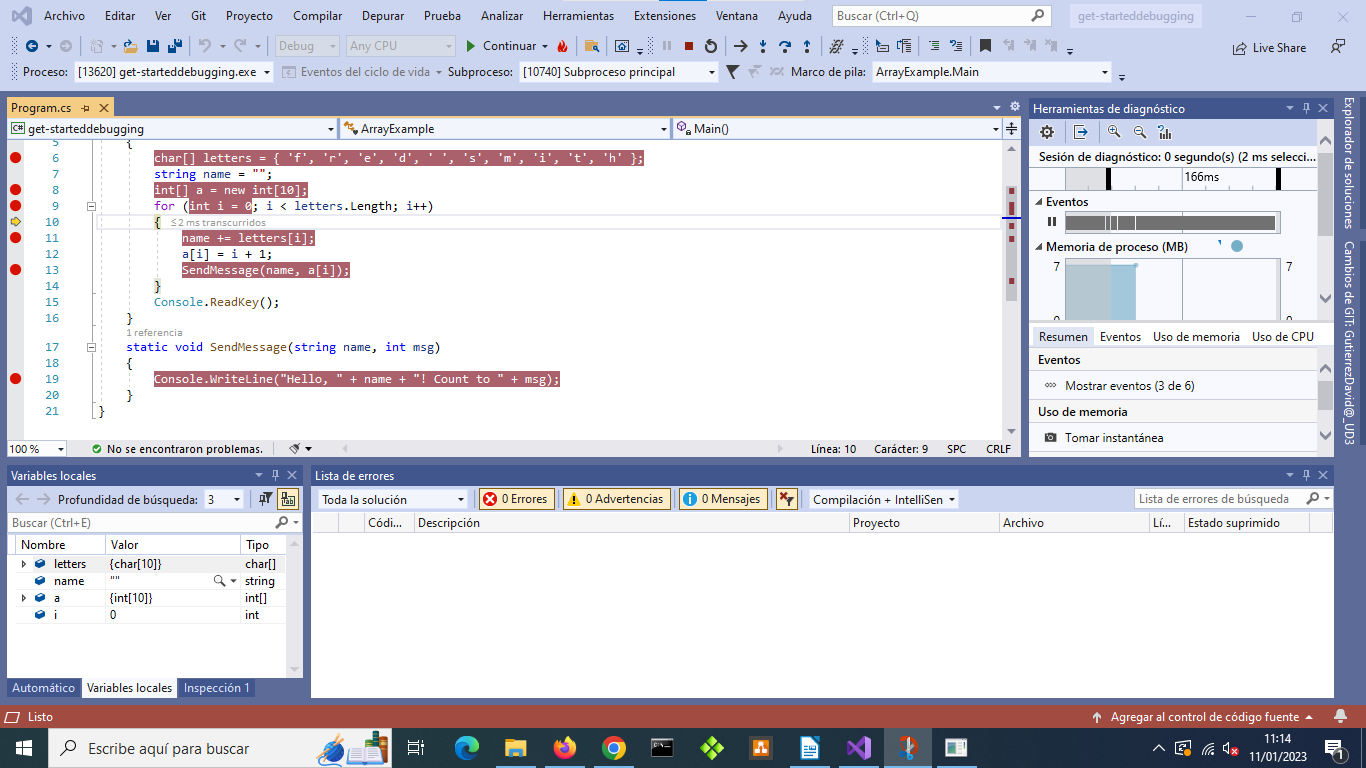 Archivo Editar Ver Git Proyecto Compilar Depurar Prueba Analizar Herramientas Extensiones Ventana Ayuda Buscar (Ctrl+Q) get-starteddebugging
Debug Any CPU Continuar Live Share
Proceso: [13620] get-starteddebugging.exe Eventos del ciclo de vida Subproceso: [10740] Subproceso principal Marco de pila: ArrayExample.Main
Program.cs
C# get-starteddebugging ArrayExample Main()
5 {
6 char[] letters = { 'f', 'r', 'e', 'd', ' ', 's', 'm', 'i', 't', 'h' };
7 string name = "";
8 int[] a = new int[10];
9 for (int i = 0; i < letters.Length; i++)
10 { ≤ 2 ms transcurridos
11 name += letters[i];
12 a[i] = i + 1;
13 SendMessage(name, a[i]);
14 }
15 Console.ReadKey();
16 }
1 referencia
17 static void SendMessage(string name, int msg)
18 {
19 Console.WriteLine("Hello, " + name + "! Count to " + msg);
20 }
21 }
100 % No se encontraron problemas. Línea: 10 Carácter: 9 SPC CRLF
Herramientas de diagnóstico
Sesión de diagnóstico: 0 segundo(s) (2 ms selecci...
166ms
Eventos
Memoria de proceso (MB)
7 7
0 0
Resumen Eventos Uso de memoria Uso de CPU
Eventos
Mostrar eventos (3 de 6)
Uso de memoria
Tomar instantánea
Explorador de soluciones
Cambios de GIT: GutierrezDavid@_UD3
Variables locales
Profundidad de búsqueda: 3
Buscar (Ctrl+E)
Nombre Valor Tipo
letters {char[10]} char[]
name "" string
a {int[10]} int[]
i 0 int
Automático Variables locales Inspección 1
Lista de errores
Toda la solución 0 Errores 0 Advertencias 0 Mensajes Compilación + IntelliSen Lista de errores de búsqueda
Códi... Descripción Proyecto Archivo Lí... Estado suprimido
Listo Agregar al control de código fuente
Escribe aquí para buscar
11:14
11/01/2023
1